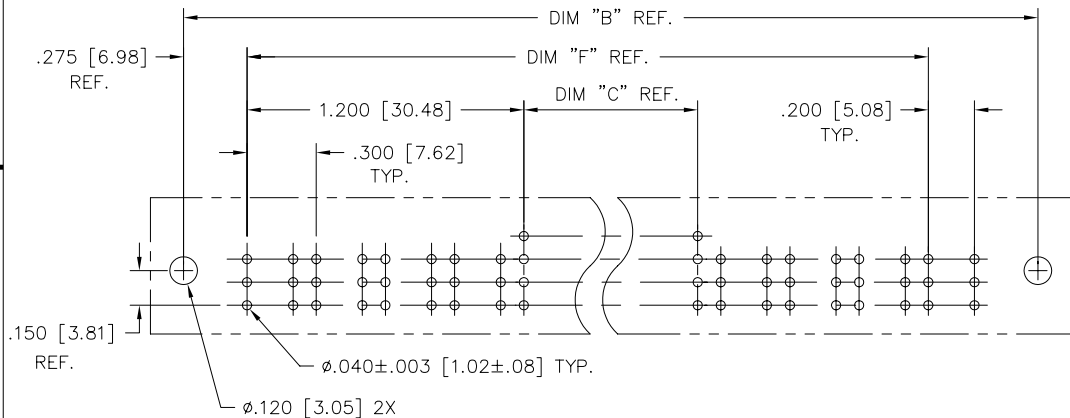 DIM "B" REF.
.275 [6.98]
REF.
DIM "F" REF.
DIM "C" REF.
1.200 [30.48]
.200 [5.08]
TYP.
.300 [7.62]
TYP.
.150 [3.81]
REF.
ø.040±.003 [1.02±.08] TYP.
ø.120 [3.05] 2X